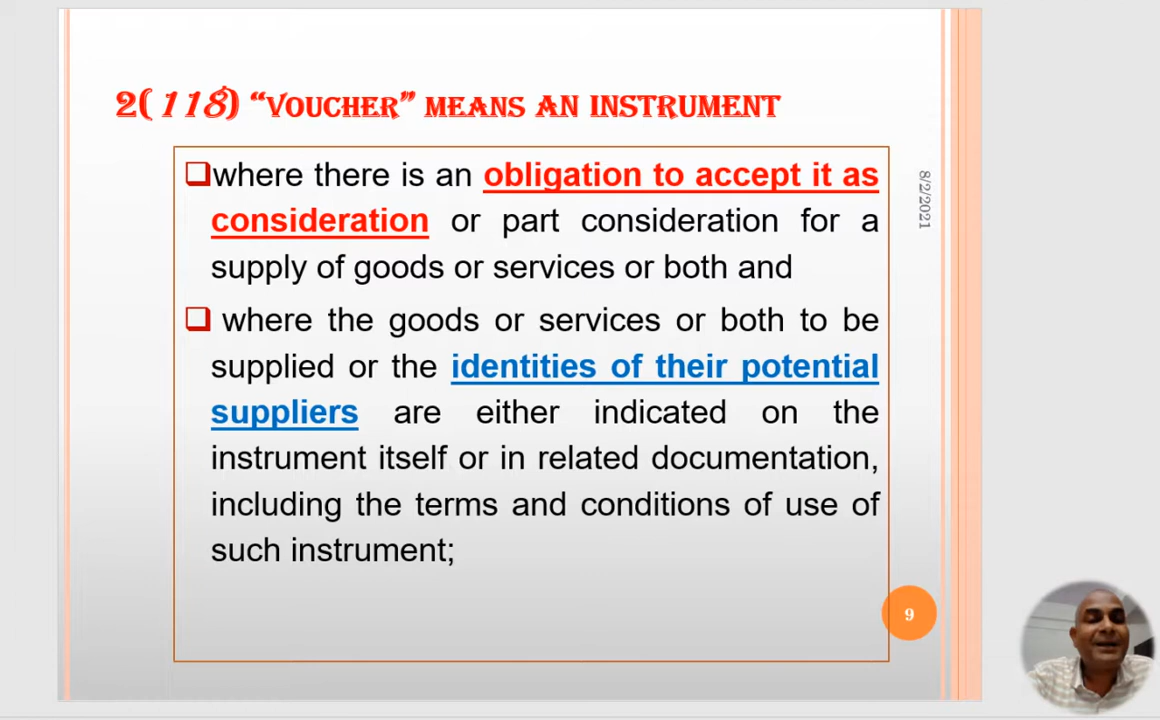 2(118) “VOUCHER” MEANS AN INSTRUMENT
where there is an obligation to accept it as
consideration or part consideration for a
supply of goods or services or both and
where the goods or services or both to be
supplied or the identities of their potential
suppliers are either indicated on the
instrument itself or in related documentation,
including the terms and conditions of use of
such instrument;
8/2/2021
9